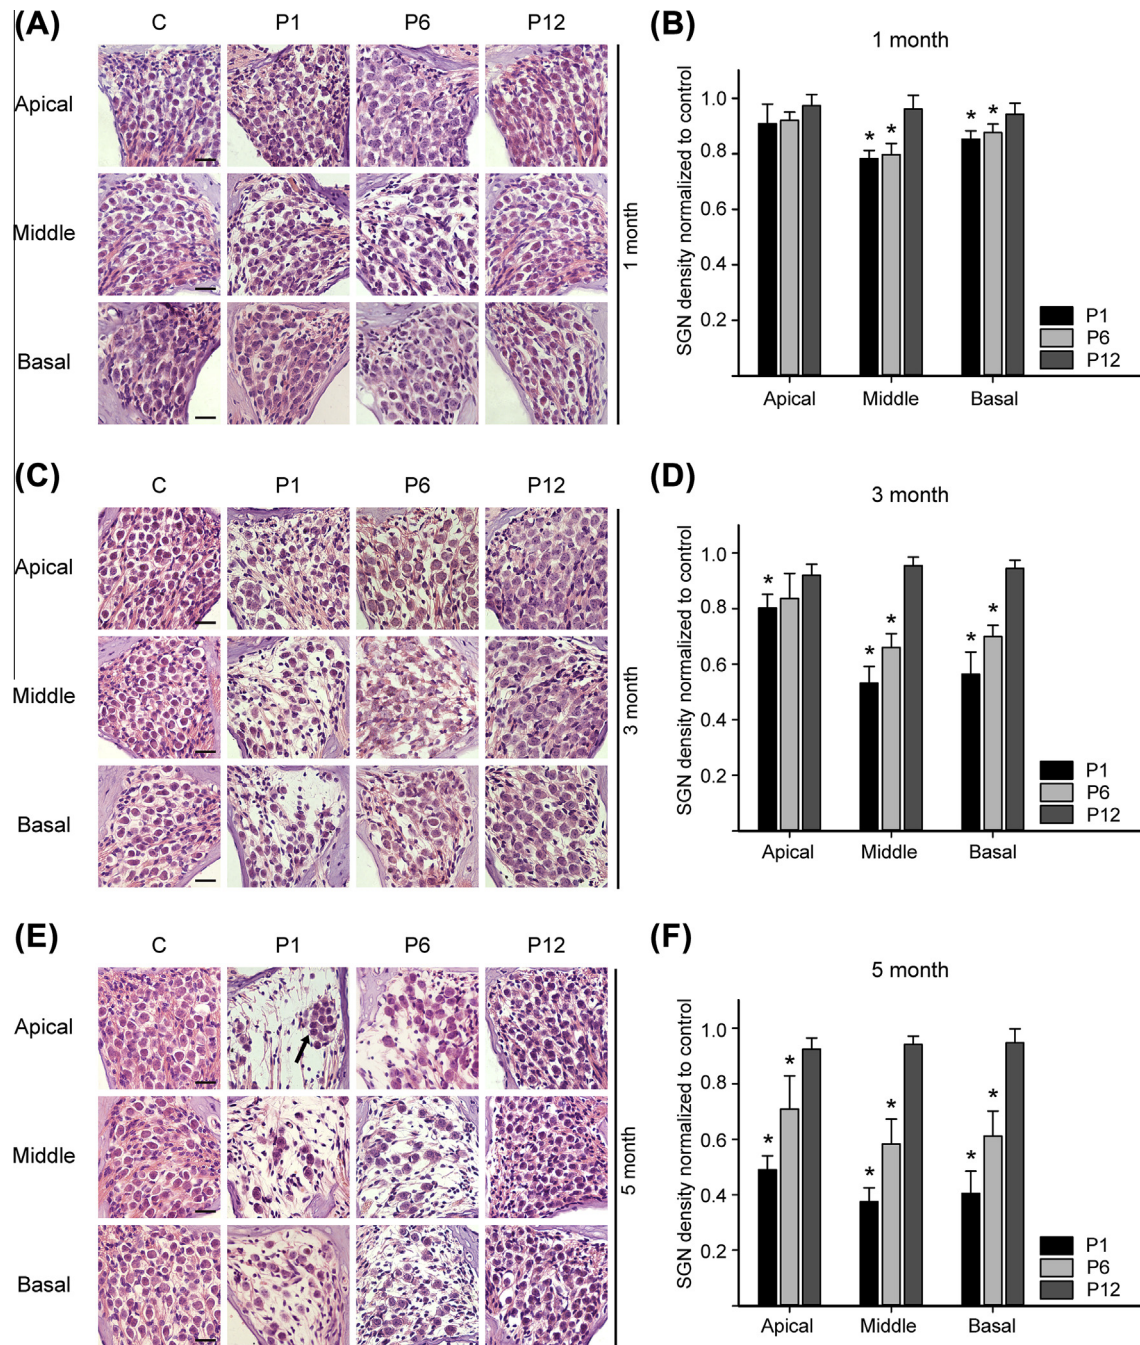 (A)
C P1 P6 P12
Apical
Middle
Basal
1 month
(B)
1 month
SGN density normalized to control
1.0
0.8
0.6
0.4
0.2
* * * *
P1
P6
P12
Apical Middle Basal
(C)
C P1 P6 P12
Apical
Middle
Basal
3 month
(D)
3 month
SGN density normalized to control
1.0
0.8
0.6
0.4
0.2
* * * * *
P1
P6
P12
Apical Middle Basal
(E)
C P1 P6 P12
Apical
Middle
Basal
5 month
(F)
5 month
SGN density normalized to control
1.0
0.8
0.6
0.4
0.2
* * * * * *
P1
P6
P12
Apical Middle Basal